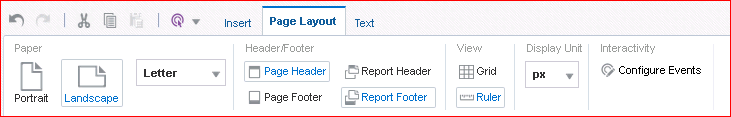 Insert Page Layout Text
Paper Header/Footer View Display Unit Interactivity
Letter Page Header Report Header Grid px Configure Events
Portrait Landscape Page Footer Report Footer Ruler